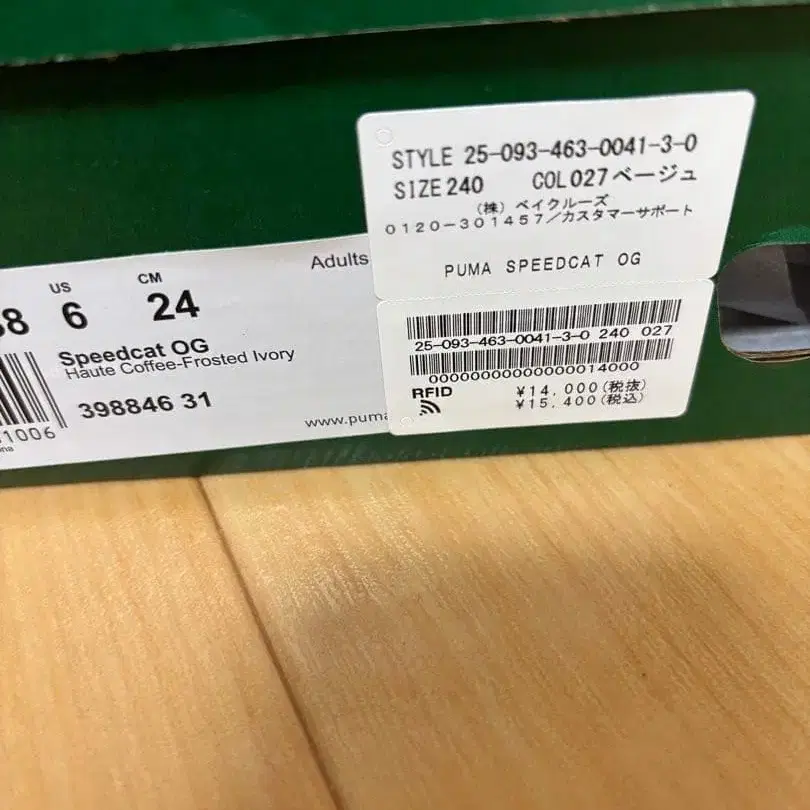 STYLE 25-093-463-0041-3-0
SIZE 240 COL 027 ベージュ
(株) ベイクルーズ
0120-301457/カスタマーサポート
PUMA SPEEDCAT OG
25-093-463-0041-3-0 240 027
0000000000000000014000
RFID
¥14,000(税抜)
¥15,400(税込)
Adults
US
CM
8
6
24
Speedcat OG
Haute Coffee-Frosted Ivory
398846 31
1006
www.puma